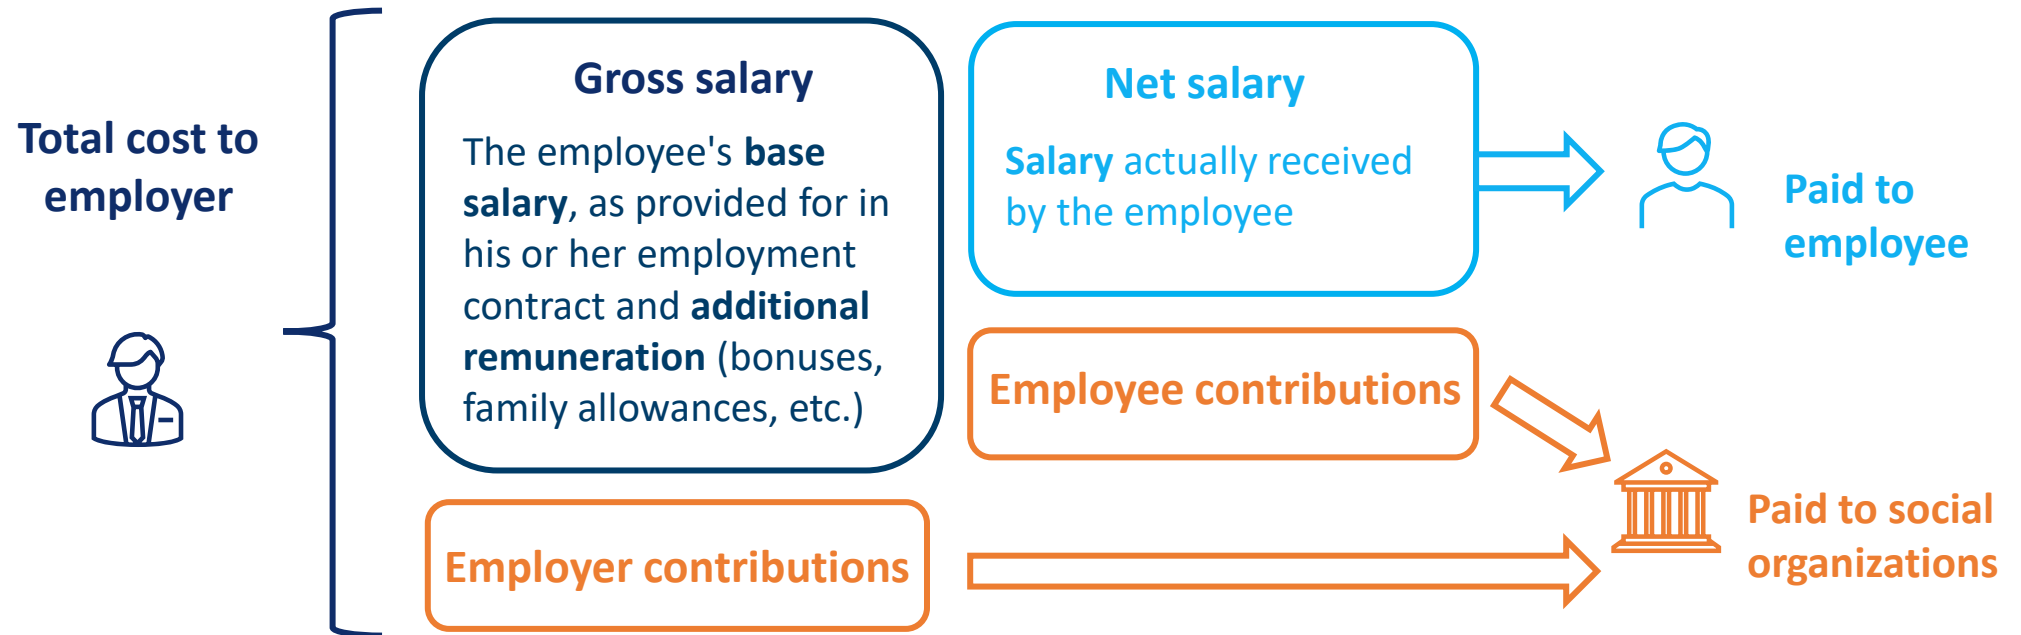 Total cost to
employer
Gross salary
The employee's base
salary, as provided for in
his or her employment
contract and additional
remuneration (bonuses,
family allowances, etc.)
Employer contributions
Net salary
Salary actually received
by the employee
Employee contributions
Paid to
employee
Paid to social
organizations